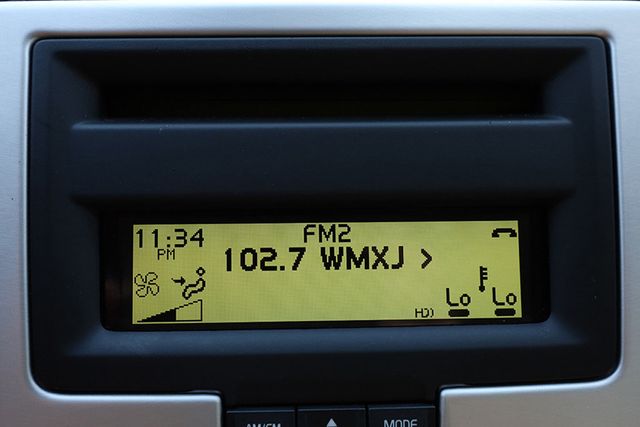 11:34
PM
FM2
102.7 WMXJ >
HD))
Lo Lo
AM/FM
MODE